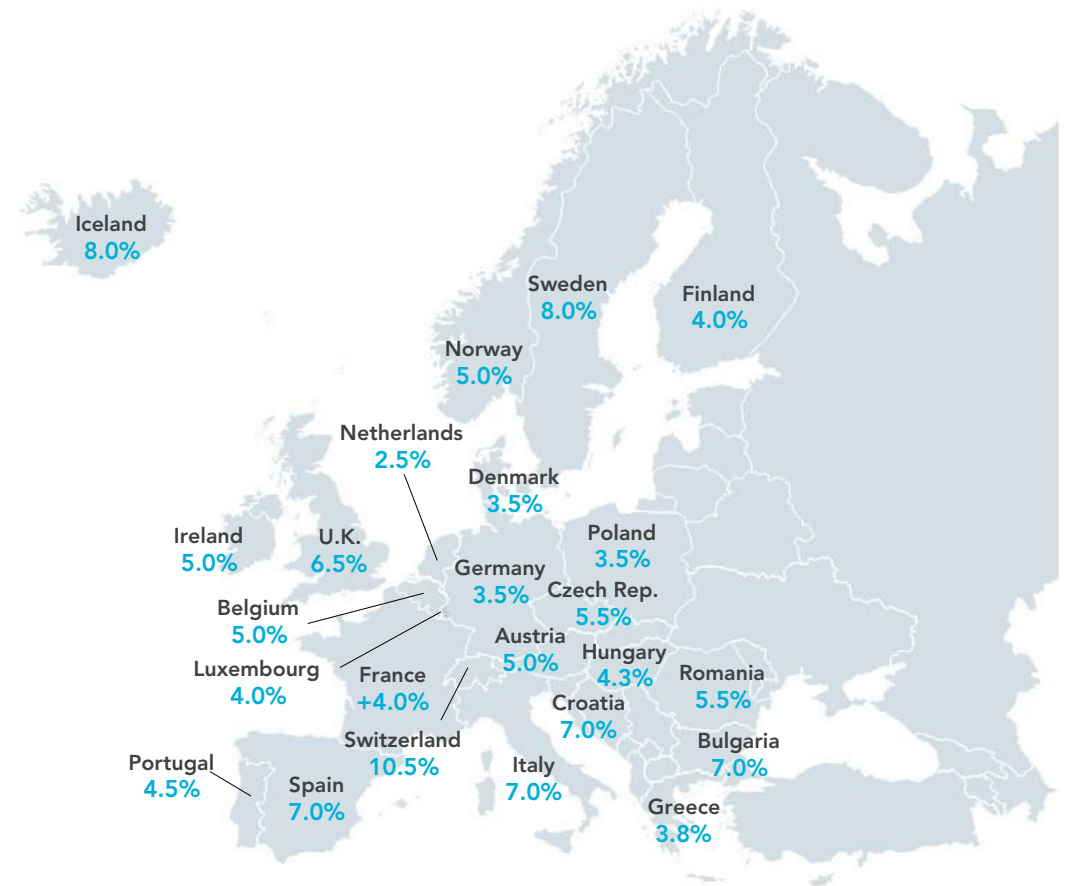 Iceland
8.0%
Sweden
8.0%
Finland
4.0%
Norway
5.0%
Netherlands
2.5%
Denmark
3.5%
Ireland
5.0%
U.K.
6.5%
Poland
3.5%
Germany
3.5%
Czech Rep.
5.5%
Belgium
5.0%
Austria
5.0%
Hungary
4.3%
Luxembourg
4.0%
France
+4.0%
Romania
5.5%
Croatia
7.0%
Switzerland
10.5%
Bulgaria
7.0%
Portugal
4.5%
Spain
7.0%
Italy
7.0%
Greece
3.8%